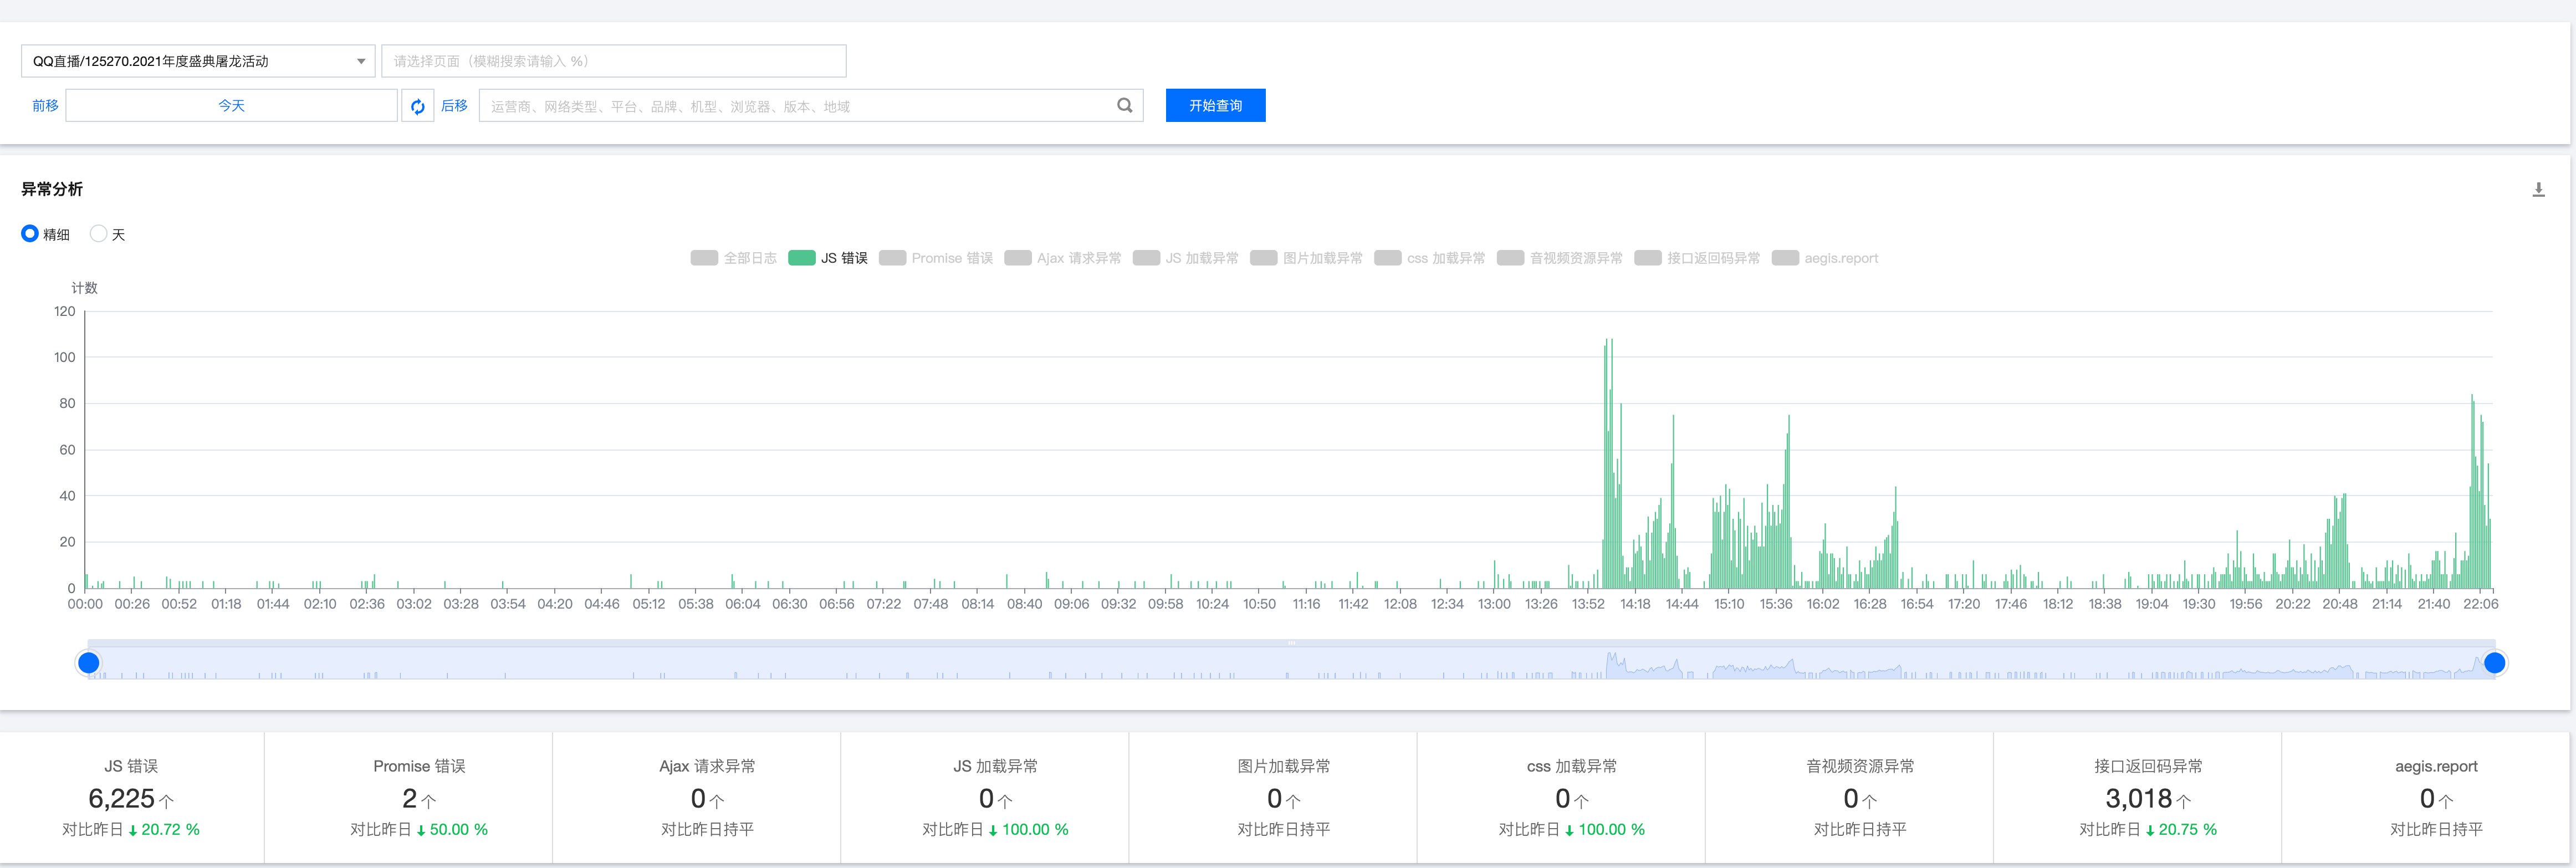 QQ直播/125270.2021年度盛典屠龙活动
请选择页面（模糊搜索请输入 %）
前移 今天 后移 运营商、网络类型、平台、品牌、机型、浏览器、版本、地域 开始查询
异常分析
精细 天
全部日志 JS 错误 Promise 错误 Ajax 请求异常 JS 加载异常 图片加载异常 css 加载异常 音视频资源异常 接口返回码异常 aegis.report
计数
120
100
80
60
40
20
0
00:00 00:26 00:52 01:18 01:44 02:10 02:36 03:02 03:28 03:54 04:20 04:46 05:12 05:38 06:04 06:30 06:56 07:22 07:48 08:14 08:40 09:06 09:32 09:58 10:24 10:50 11:16 11:42 12:08 12:34 13:00 13:26 13:52 14:18 14:44 15:10 15:36 16:02 16:28 16:54 17:20 17:46 18:12 18:38 19:04 19:30 19:56 20:22 20:48 21:14 21:40 22:06
JS 错误 Promise 错误 Ajax 请求异常 JS 加载异常 图片加载异常 css 加载异常 音视频资源异常 接口返回码异常 aegis.report
6,225个 2个 0个 0个 0个 0个 0个 3,018个 0个
对比昨日↓20.72 % 对比昨日↓50.00 % 对比昨日持平 对比昨日↓100.00 % 对比昨日持平 对比昨日↓100.00 % 对比昨日持平 对比昨日↓20.75 % 对比昨日持平